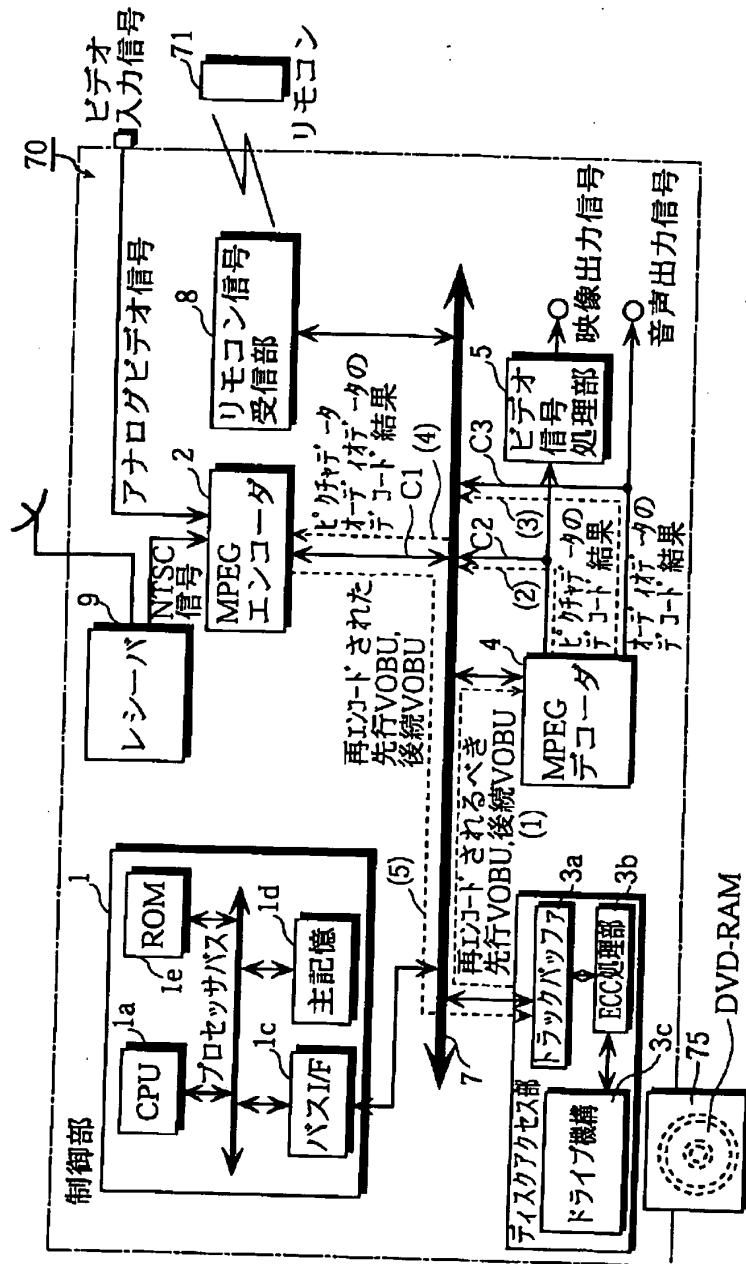 70
ビデオ
入力信号
71
リモコン
アナログビデオ信号
8
リモコン信号
受信部
9
レシーバ
NTSC
信号
2
MPEG
エンコーダ
ピクチャデータ
オーディオデータの
デコード結果
(4)
C1
再エンコードされた
先行VOBU,
後続VOBU
制御部
1
1a
CPU
1e
ROM
プロセッサバス
1c
バスI/F
1d
主記憶
(5)
7
再エンコードされるべき
先行VOBU,後続VOBU
(1)
4
MPEG
デコーダ
C2
(2)
C3
(3)
ピクチャデータの
デコード結果
オーディオデータの
デコード結果
5
ビデオ
信号
処理部
映像出力信号
音声出力信号
ディスクアクセス部
3a
トラックバッファ
3b
ECC処理部
3c
ドライブ機構
75
DVD-RAM